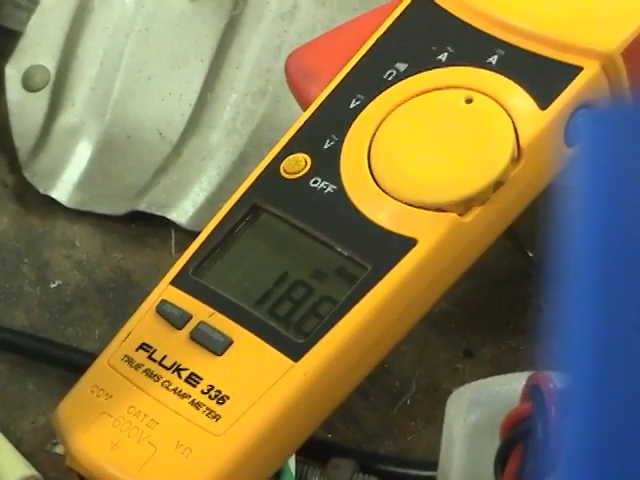 A
A
Ω
V
V
OFF
18.8
FLUKE 336
TRUE RMS CLAMP METER
COM
CAT III
600V
VΩ